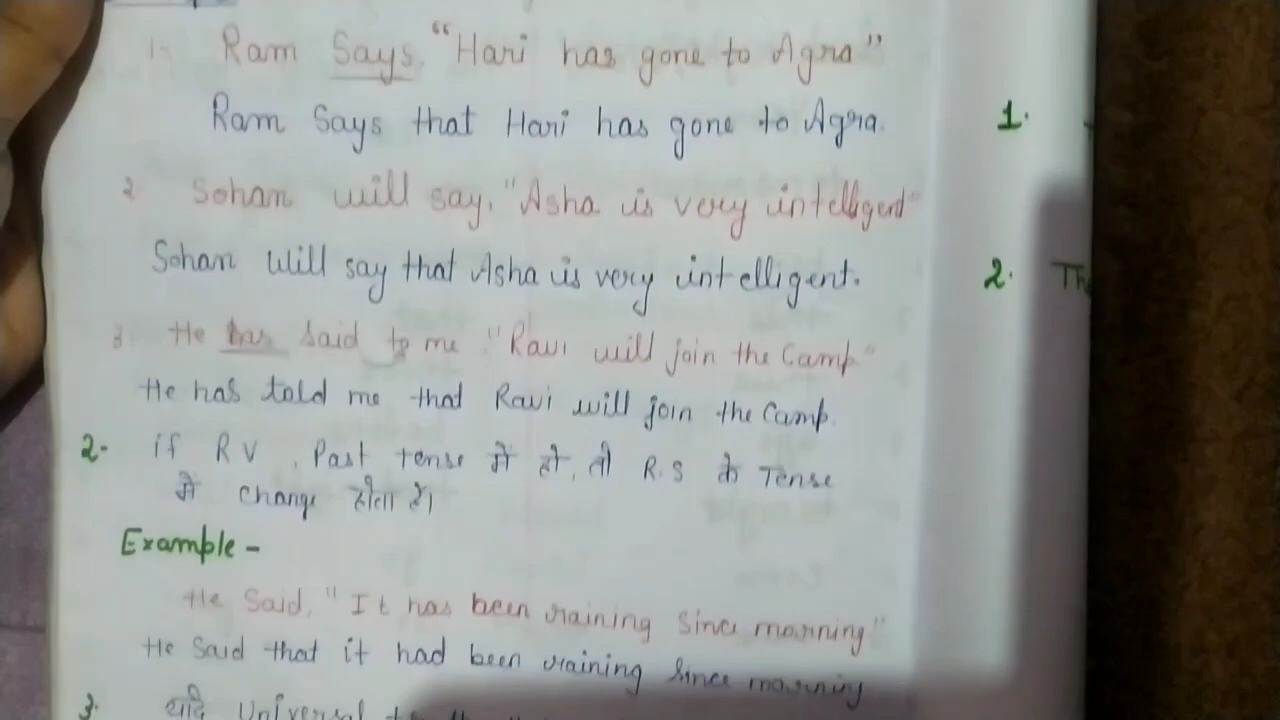 1. Ram Says, "Hari has gone to Agra"
Ram Says that Hari has gone to Agra.
2 Sohan will say, "Asha is very intelligent"
Sohan will say that Asha is very intelligent.
3 He has said to me "Ravi will join the Camp"
He has told me that Ravi will join the Camp.
2. if R V, Past tense में हो, तो R.S के Tense
में change होता है।
Example -
He Said, "It has been raining Since morning"
He Said that it had been raining Since morning
3. यदि Universal
1.
2.